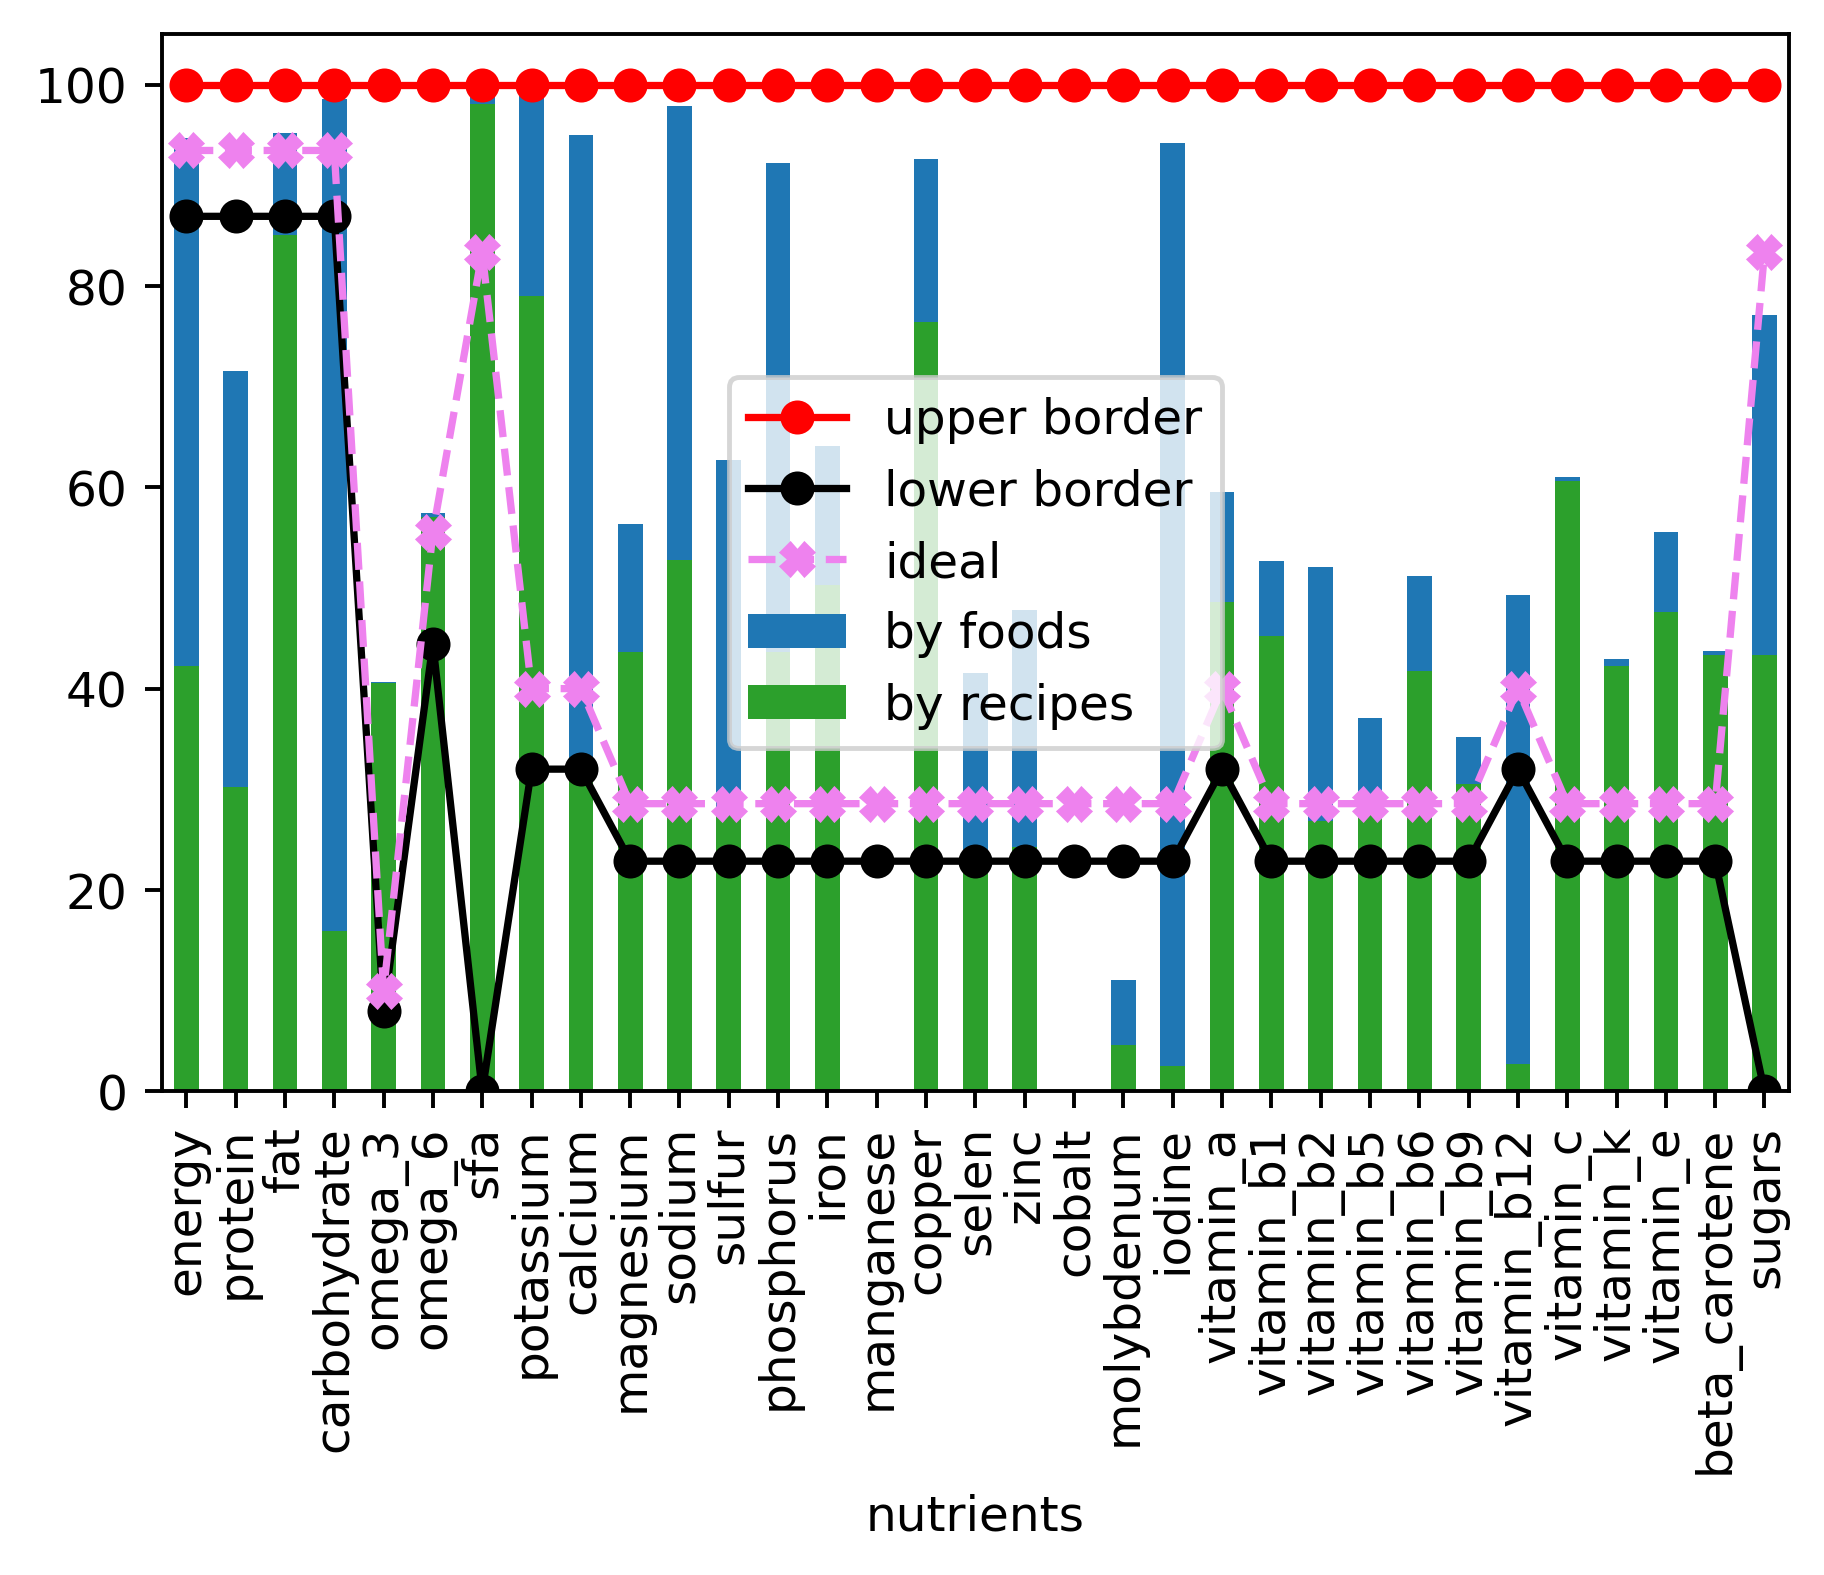 100
80
60
40
20
0
upper border
lower border
ideal
by foods
by recipes
energy
protein
fat
carbohydrate
omega_3
omega_6
sfa
potassium
calcium
magnesium
sodium
sulfur
phosphorus
iron
manganese
copper
selen
zinc
cobalt
molybdenum
iodine
vitamin_a
vitamin_b1
vitamin_b2
vitamin_b5
vitamin_b6
vitamin_b9
vitamin_b12
vitamin_c
vitamin_k
vitamin_e
beta_carotene
sugars
nutrients